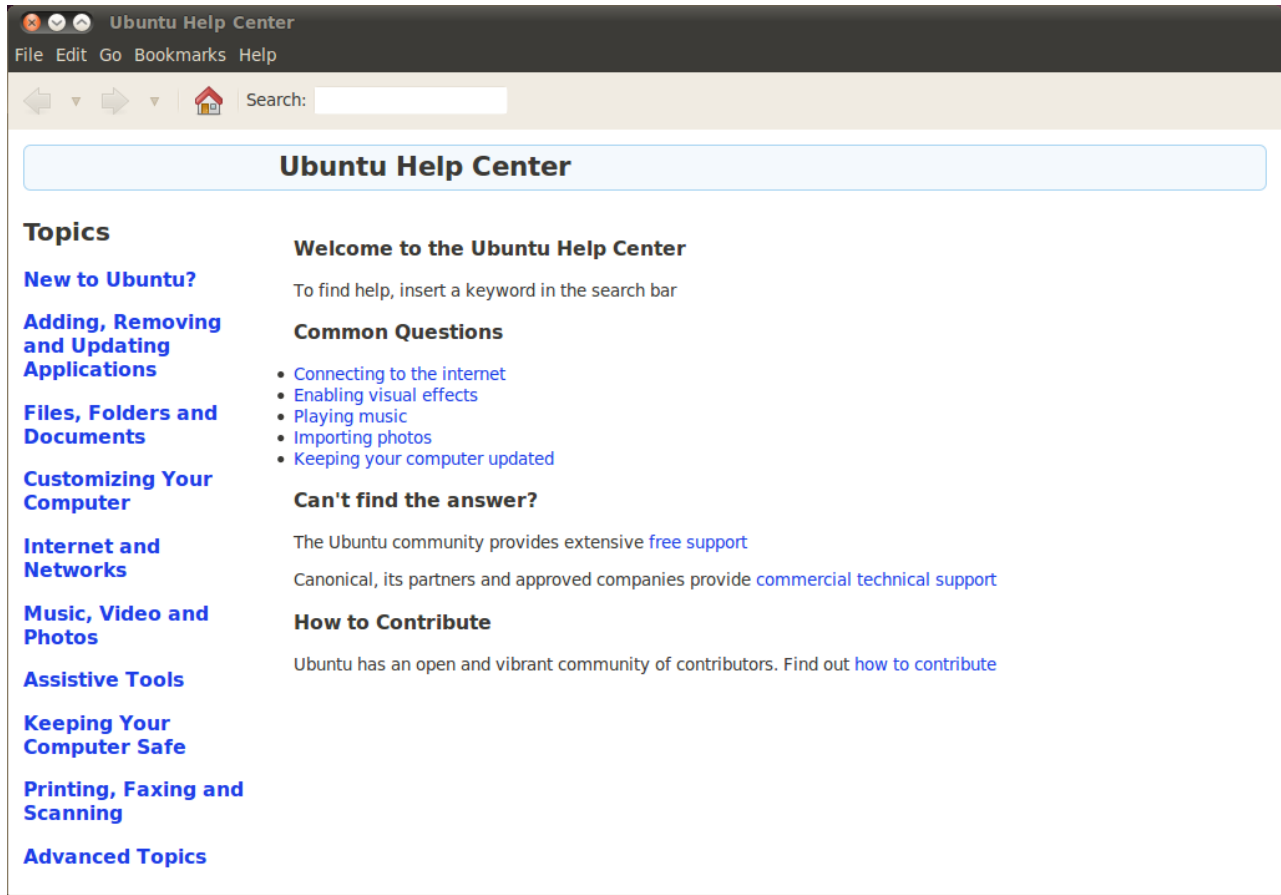 Ubuntu Help Center
File Edit Go Bookmarks Help
Search:
Ubuntu Help Center
Topics
New to Ubuntu?
Adding, Removing
and Updating
Applications
Files, Folders and
Documents
Customizing Your
Computer
Internet and
Networks
Music, Video and
Photos
Assistive Tools
Keeping Your
Computer Safe
Printing, Faxing and
Scanning
Advanced Topics
Welcome to the Ubuntu Help Center
To find help, insert a keyword in the search bar
Common Questions
• Connecting to the internet
• Enabling visual effects
• Playing music
• Importing photos
• Keeping your computer updated
Can't find the answer?
The Ubuntu community provides extensive free support
Canonical, its partners and approved companies provide commercial technical support
How to Contribute
Ubuntu has an open and vibrant community of contributors. Find out how to contribute